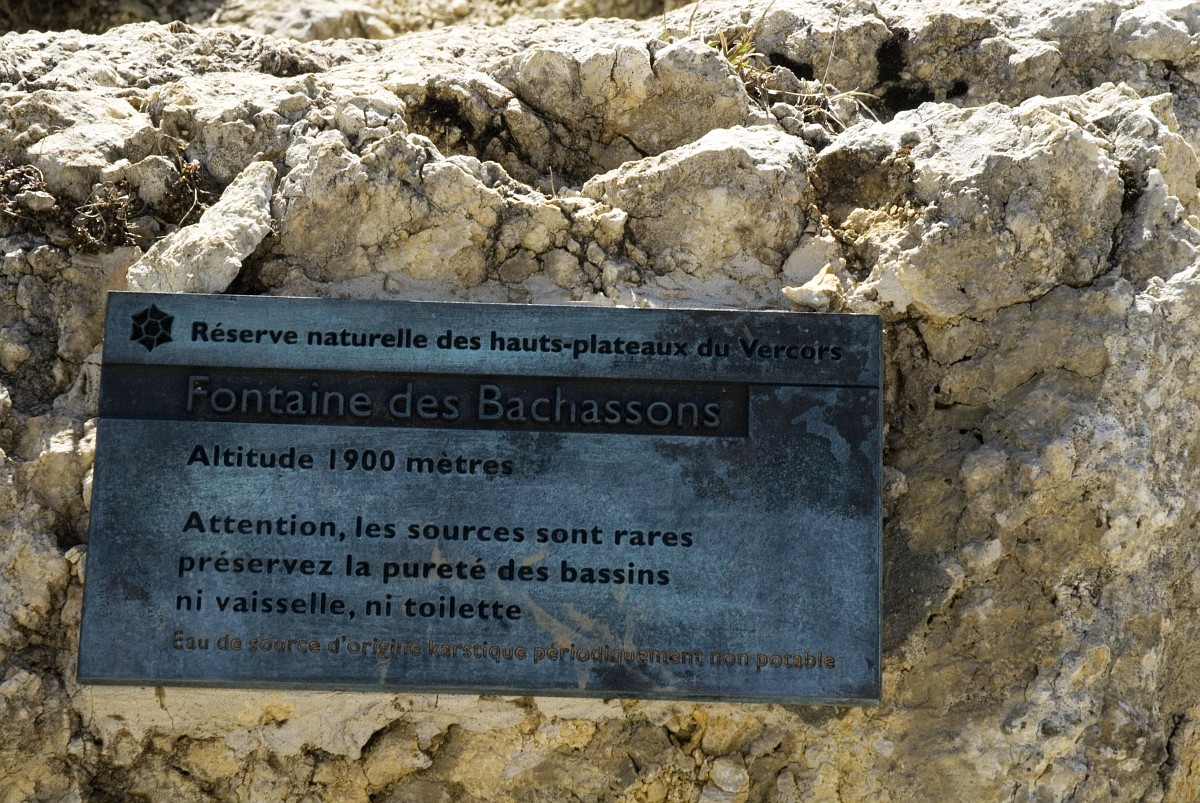 Réserve naturelle des hauts-plateaux du Vercors
Fontaine des Bachassons
Altitude 1900 mètres
Attention, les sources sont rares
préservez la pureté des bassins
ni vaisselle, ni toilette
Eau de source d'origine karstique périodiquement non potable